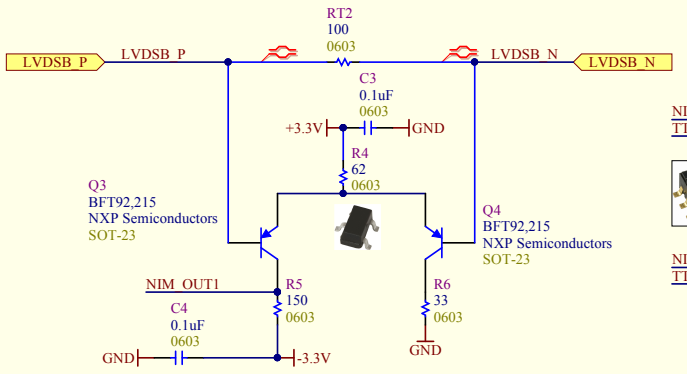 RT2
100
0603
LVDSB_P
LVDSB_P
LVDSB_N
LVDSB_N
C3
0.1uF
0603
+3.3V
GND
R4
62
0603
Q3
BFT92,215
NXP Semiconductors
SOT-23
Q4
BFT92,215
NXP Semiconductors
SOT-23
NIM_OUT1
R5
150
0603
R6
33
0603
C4
0.1uF
0603
GND
-3.3V
GND